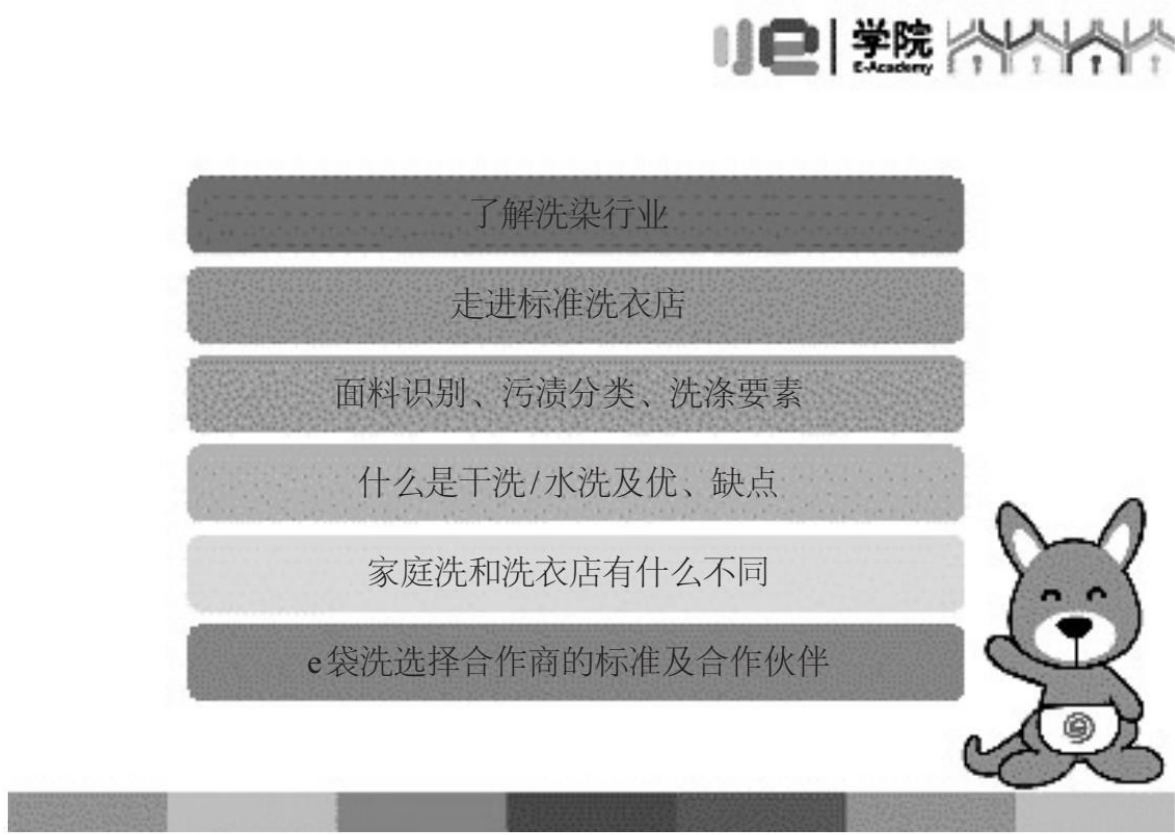 学院
E-Academy
了解洗染行业
走进标准洗衣店
面料识别、污渍分类、洗涤要素
什么是干洗/水洗及优、缺点
家庭洗和洗衣店有什么不同
e袋洗选择合作商的标准及合作伙伴